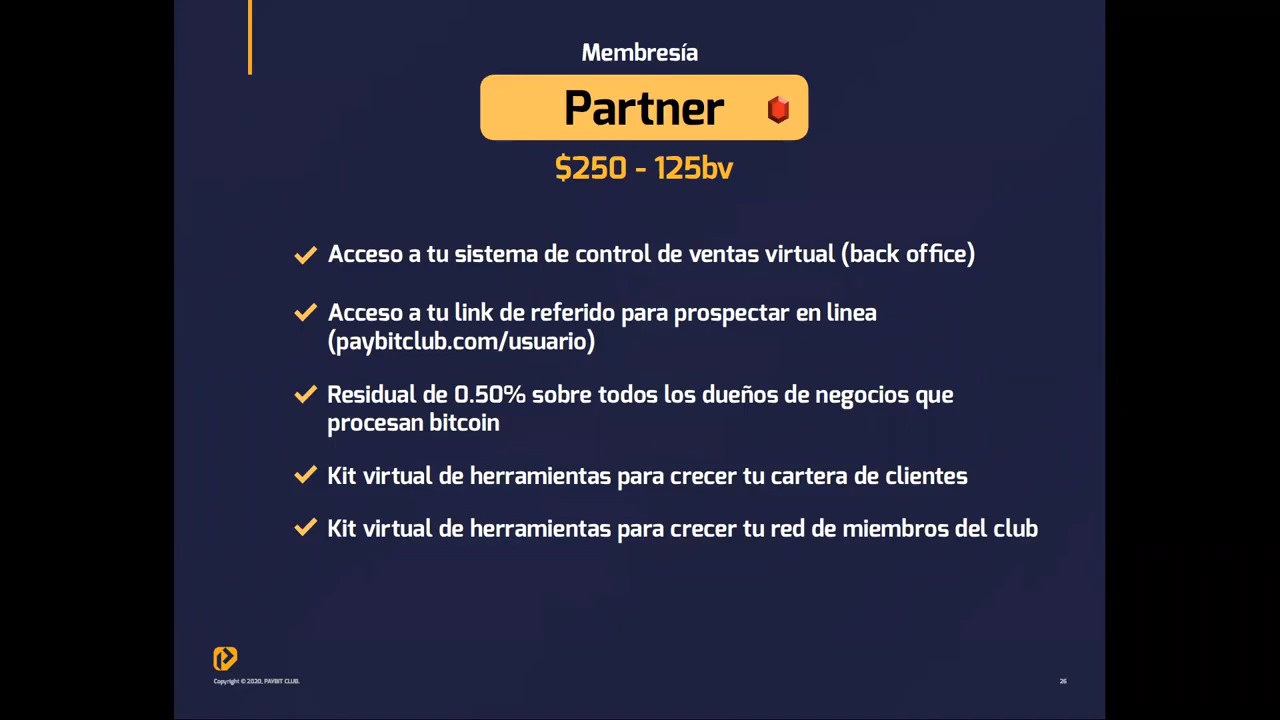 Membresía
Partner
$250 - 125bv
Acceso a tu sistema de control de ventas virtual (back office)
Acceso a tu link de referido para prospectar en linea
(paybitclub.com/usuario)
Residual de 0.50% sobre todos los dueños de negocios que
procesan bitcoin
Kit virtual de herramientas para crecer tu cartera de clientes
Kit virtual de herramientas para crecer tu red de miembros del club
Copyright © 2020, PAYBIT CLUB.
26